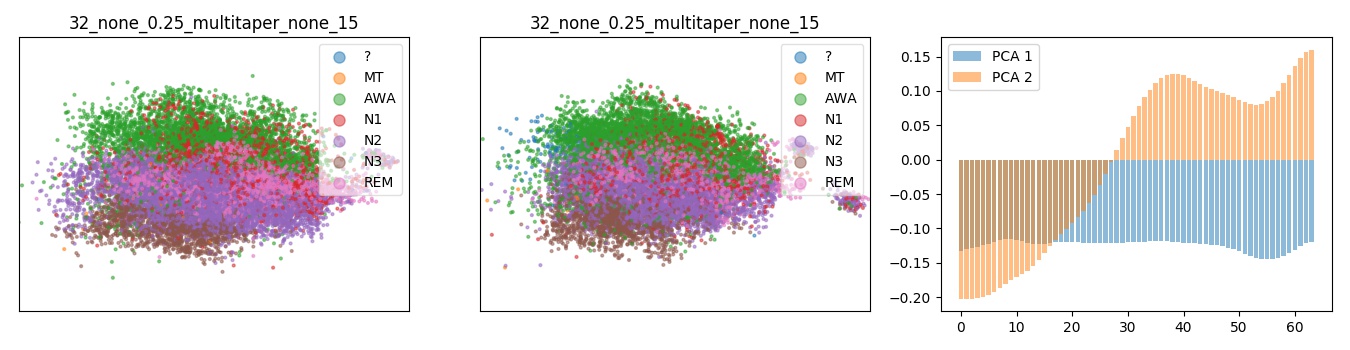 32_none_0.25_multitaper_none_15
?
MT
AWA
N1
N2
N3
REM
32_none_0.25_multitaper_none_15
?
MT
AWA
N1
N2
N3
REM
PCA 1
PCA 2
0.15
0.10
0.05
0.00
−0.05
−0.10
−0.15
−0.20
0 10 20 30 40 50 60